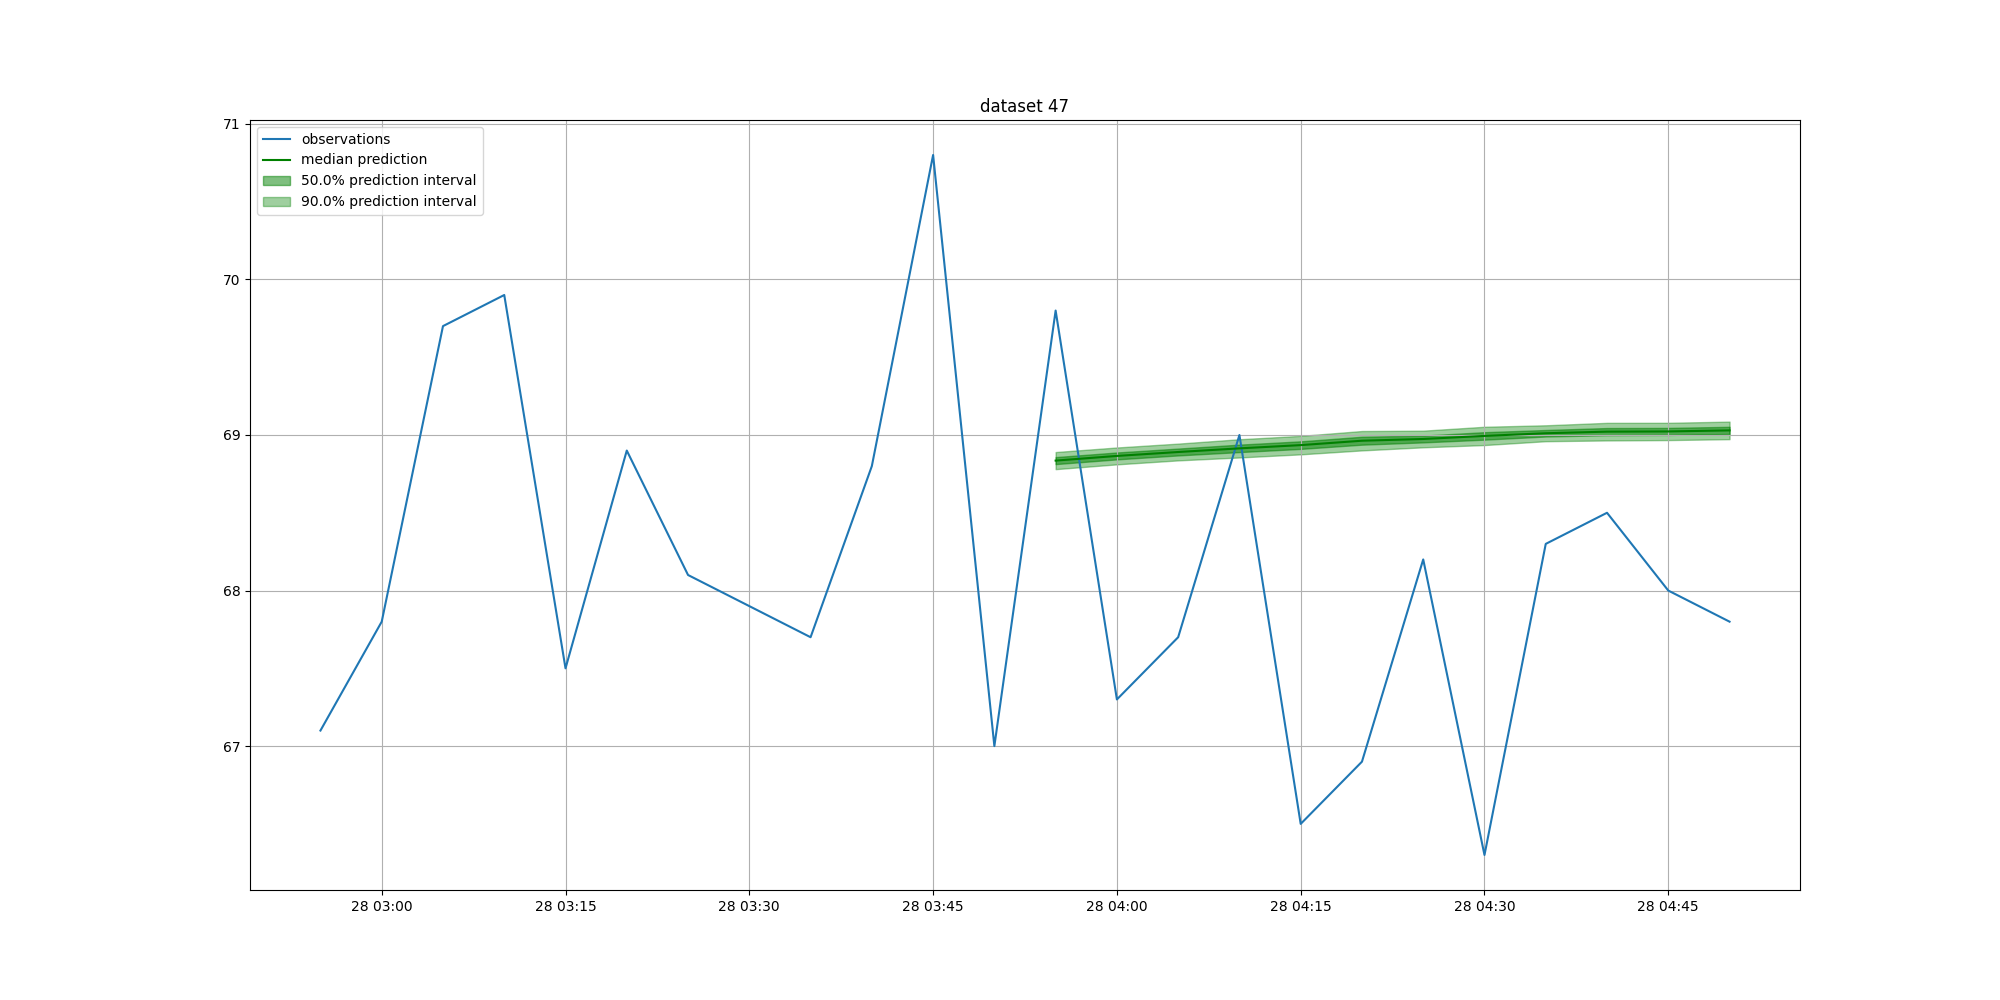 dataset 47
observations
median prediction
50.0% prediction interval
90.0% prediction interval
71
70
69
68
67
28 03:00
28 03:15
28 03:30
28 03:45
28 04:00
28 04:15
28 04:30
28 04:45